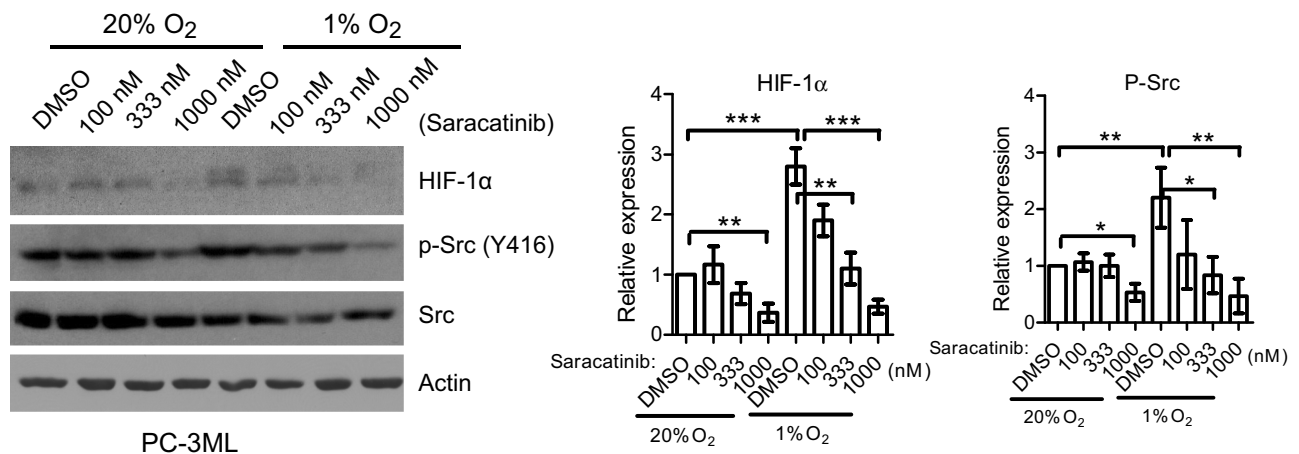 20% O2 1% O2
DMSO 100 nM 333 nM 1000 nM DMSO 100 nM 333 nM 1000 nM
(Saracatinib)
HIF-1α
p-Src (Y416)
Src
Actin
PC-3ML
HIF-1α
Relative expression
4
3
2
1
0
*** ***
**
**
Saracatinib: DMSO 100 333 1000 DMSO 100 333 1000 (nM)
20% O2 1% O2
P-Src
Relative expression
4
3
2
1
0
** **
*
*
Saracatinib: DMSO 100 333 1000 DMSO 100 333 1000 (nM)
20% O2 1% O2